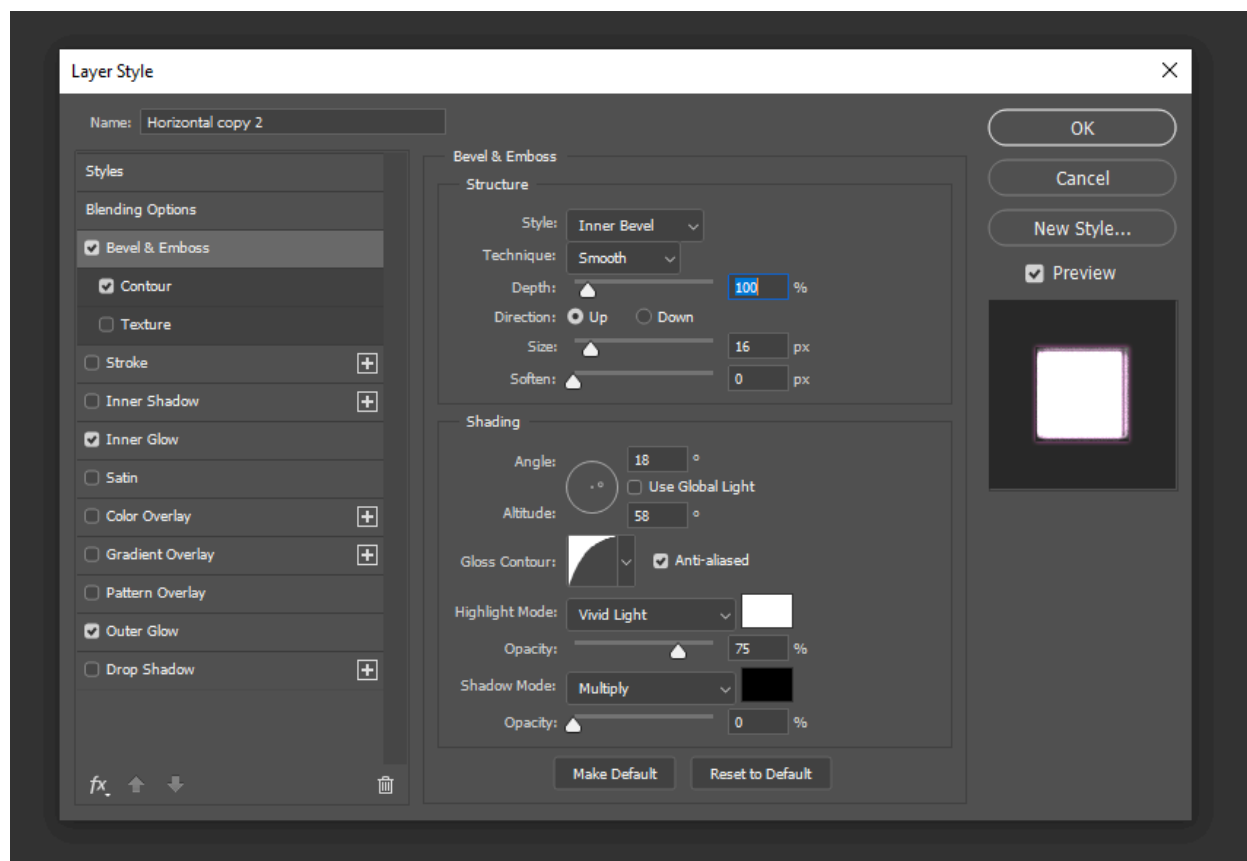 Layer Style
Name: Horizontal copy 2
Styles
Blending Options
Bevel & Emboss
Contour
Texture
Stroke
Inner Shadow
Inner Glow
Satin
Color Overlay
Gradient Overlay
Pattern Overlay
Outer Glow
Drop Shadow
fx
Bevel & Emboss
Structure
Style: Inner Bevel
Technique: Smooth
Depth: 100 %
Direction: Up Down
Size: 16 px
Soften: 0 px
Shading
Angle: 18 °
Use Global Light
Altitude: 58 °
Gloss Contour: Anti-aliased
Highlight Mode: Vivid Light
Opacity: 75 %
Shadow Mode: Multiply
Opacity: 0 %
Make Default Reset to Default
OK
Cancel
New Style...
Preview